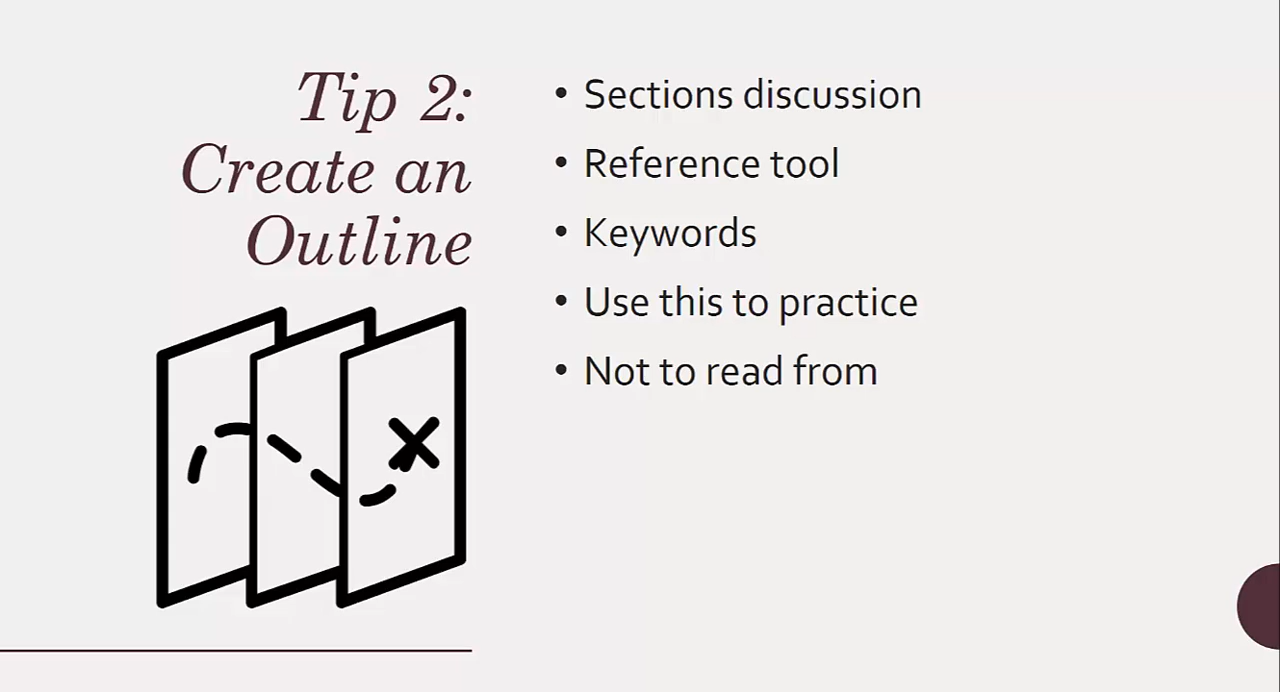 Tip 2:
Create an
Outline
• Sections discussion
• Reference tool
• Keywords
• Use this to practice
• Not to read from